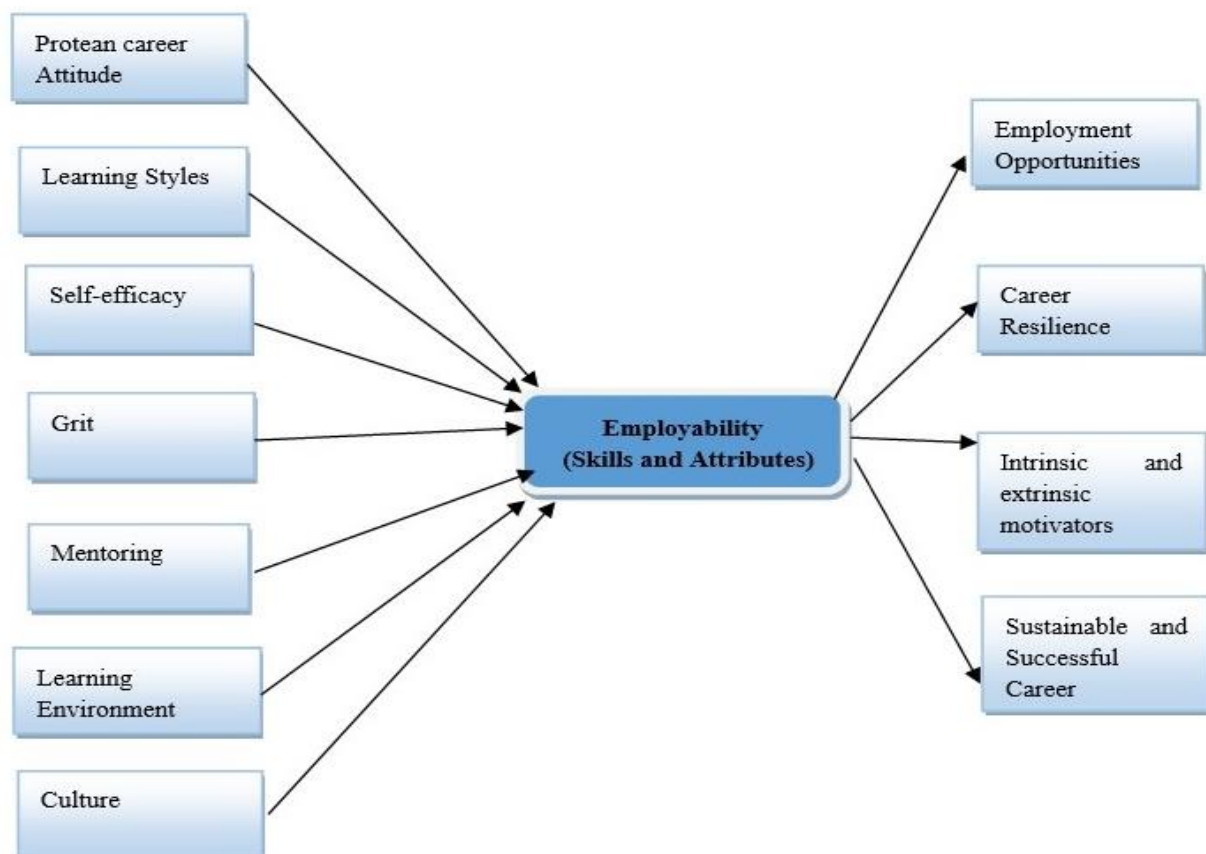 Protean career
Attitude
Learning Styles
Self-efficacy
Grit
Mentoring
Learning
Environment
Culture
Employability
(Skills and Attributes)
Employment
Opportunities
Career
Resilience
Intrinsic and
extrinsic
motivators
Sustainable and
Successful
Career